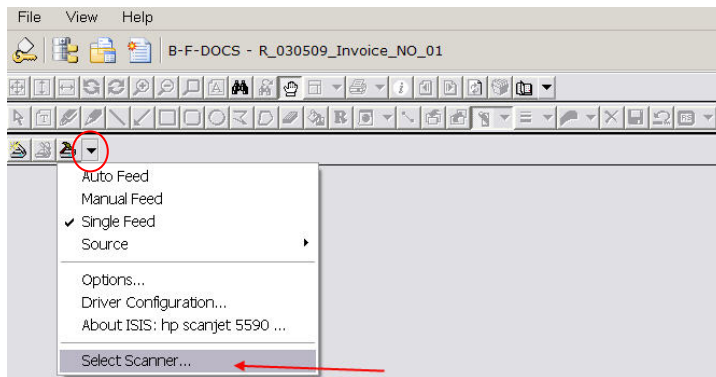 File View Help
B-F-DOCS - R_030509_Invoice_NO_01
Auto Feed
Manual Feed
Single Feed
Source
Options...
Driver Configuration...
About ISIS: hp scanjet 5590 ...
Select Scanner...